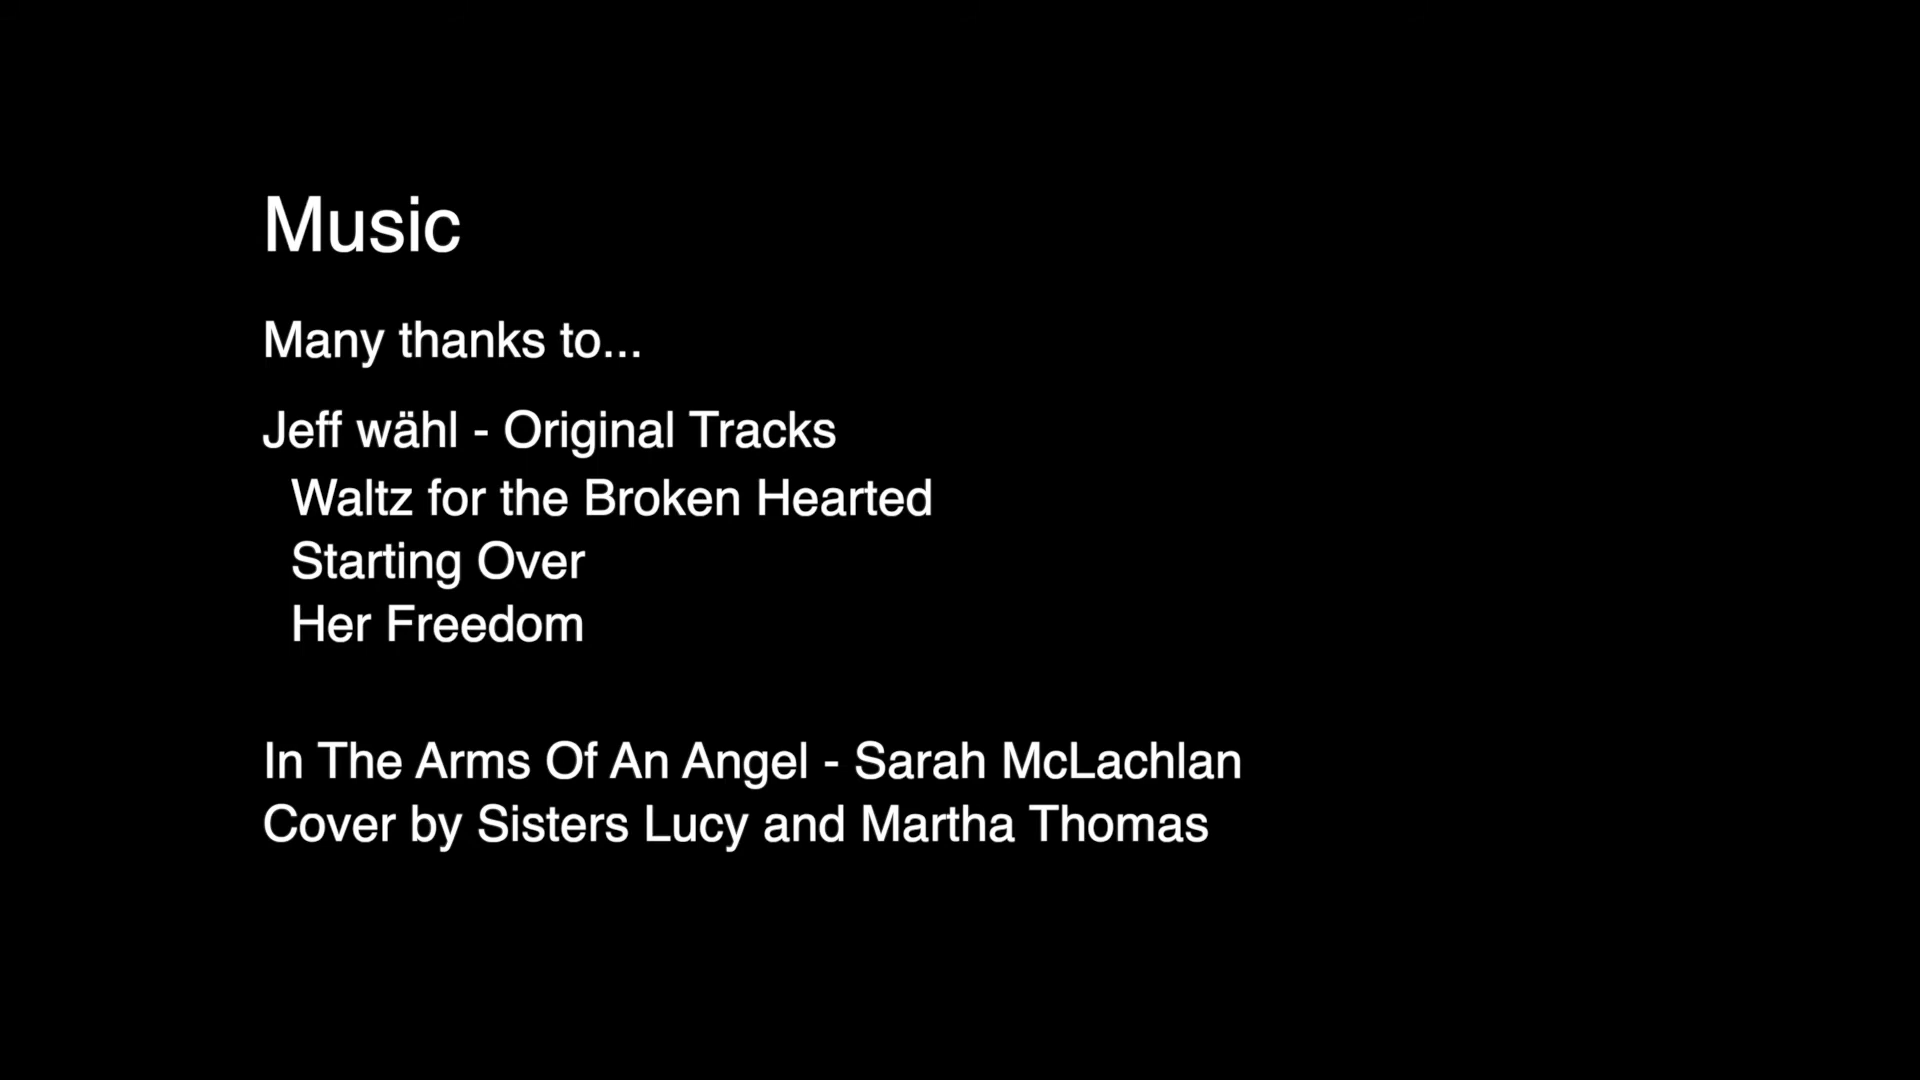 Music
Many thanks to...
Jeff wähl - Original Tracks
Waltz for the Broken Hearted
Starting Over
Her Freedom
In The Arms Of An Angel - Sarah McLachlan
Cover by Sisters Lucy and Martha Thomas